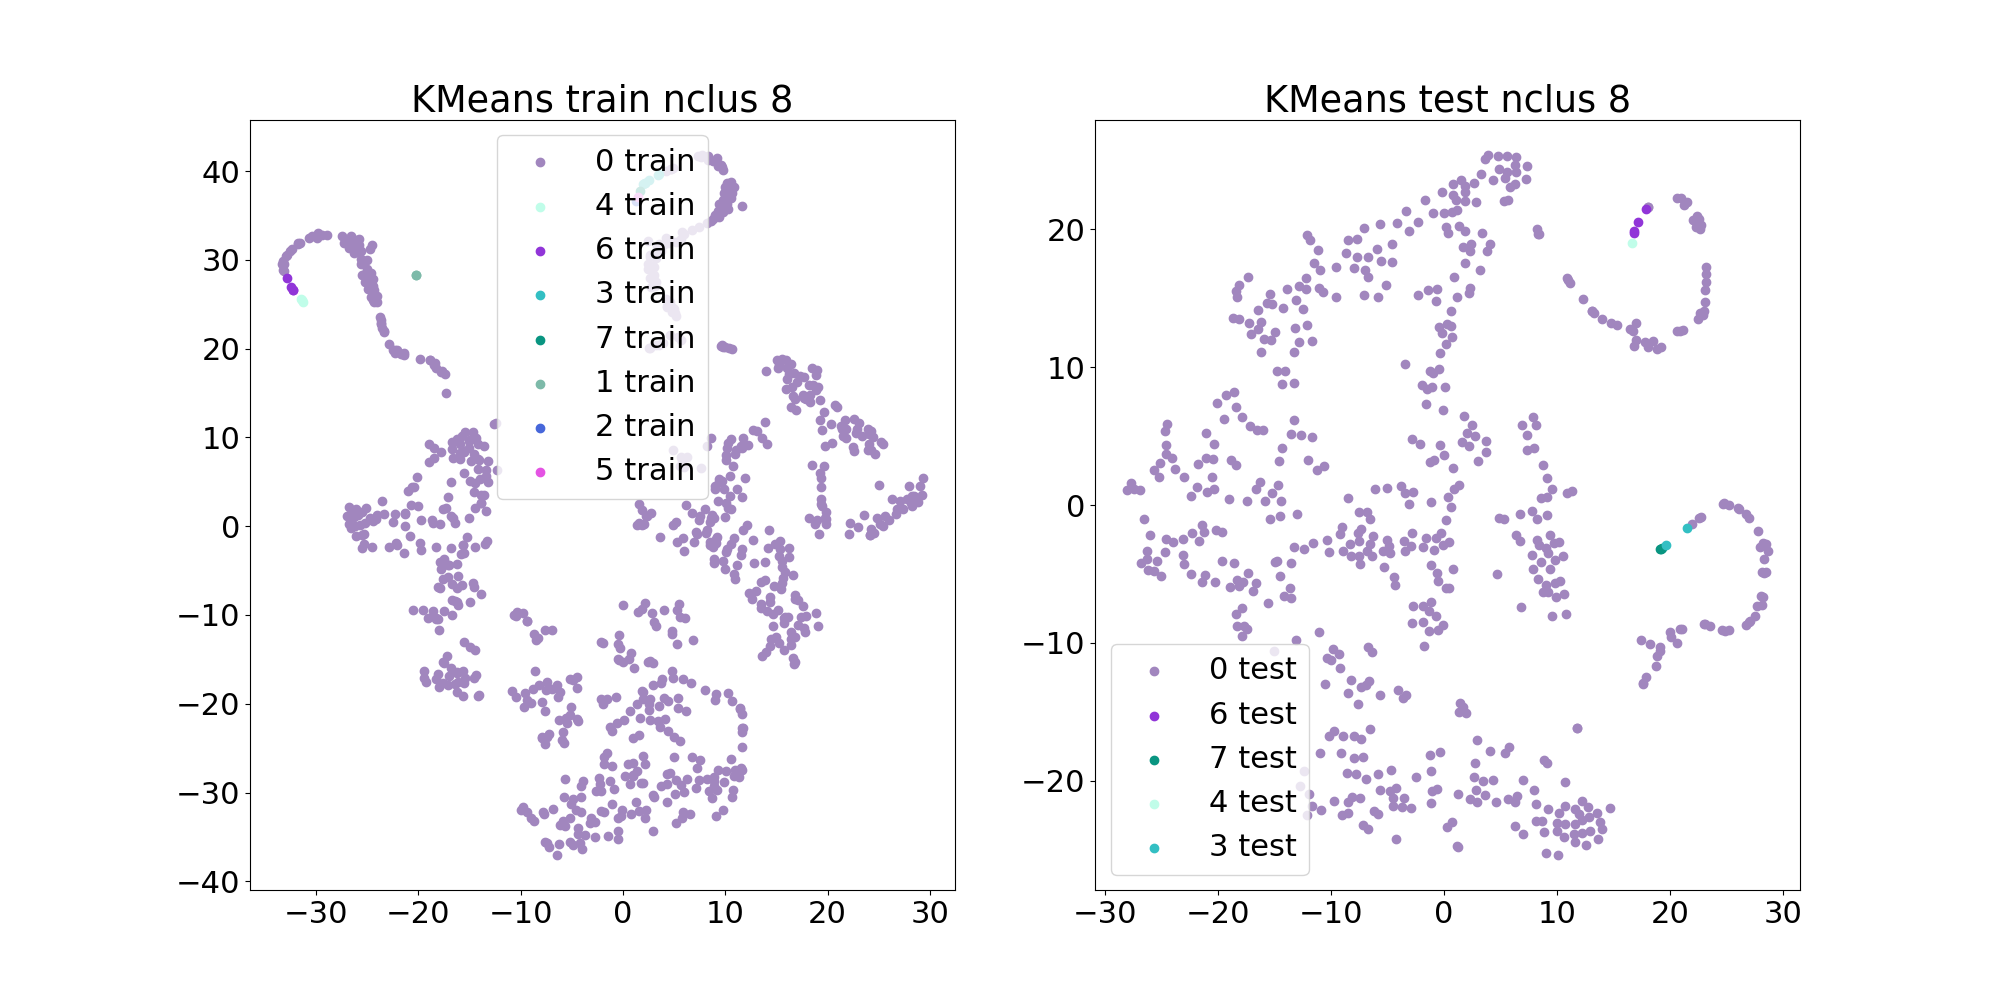 KMeans train nclus 8
40
30
20
10
0
−10
−20
−30
−40
−30
−20
−10
0
10
20
30
0 train
4 train
6 train
3 train
7 train
1 train
2 train
5 train
KMeans test nclus 8
20
10
0
−10
−20
−30
−20
−10
0
10
20
30
0 test
6 test
7 test
4 test
3 test